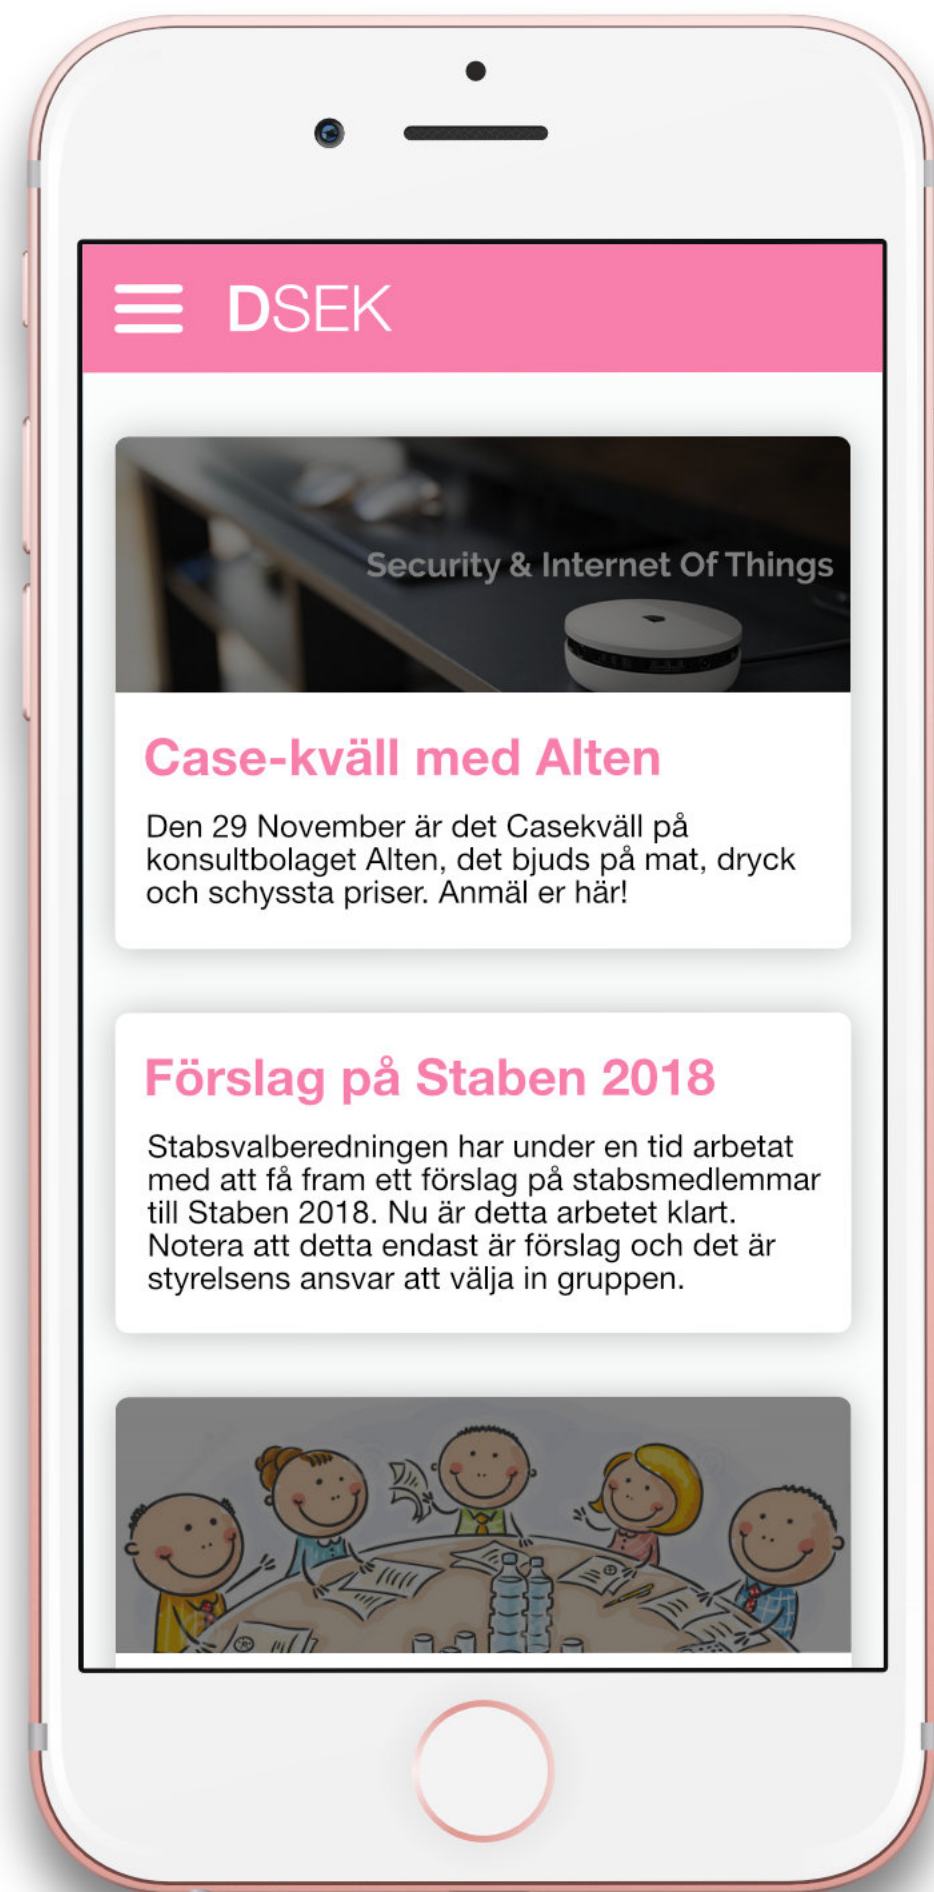 DSEK
Security & Internet Of Things
Case-kväll med Alten
Den 29 November är det Casekväll på
konsultbolaget Alten, det bjuds på mat, dryck
och schyssta priser. Anmäl er här!
Förslag på Staben 2018
Stabsvalberedningen har under en tid arbetat
med att få fram ett förslag på stabsmedlemmar
till Staben 2018. Nu är detta arbetet klart.
Notera att detta endast är förslag och det är
styrelsens ansvar att välja in gruppen.